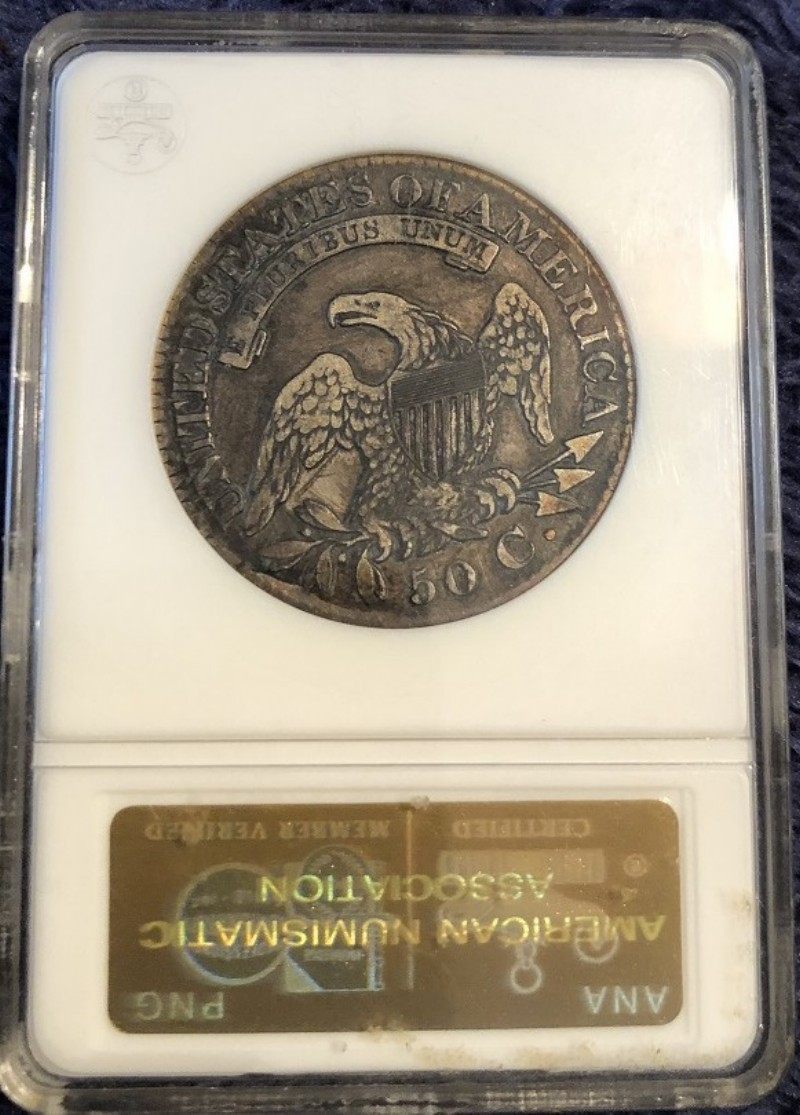 UNITED STATES OF AMERICA
E PLURIBUS UNUM
50 C.
CERTIFIED
MEMBER VERIFIED
AMERICAN NUMISMATIC
ASSOCIATION
ANA
PNG